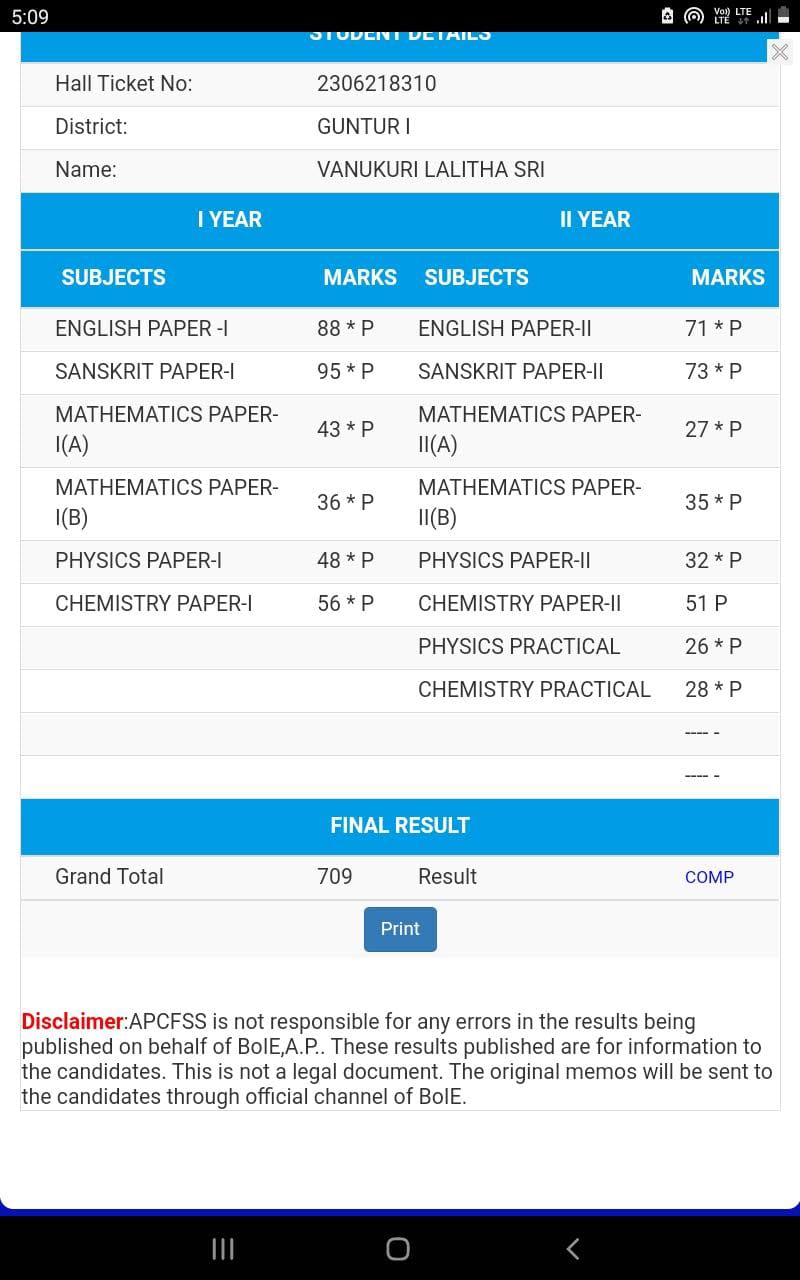 5:09
Vo)) LTE
LTE
STUDENT DETAILS
Hall Ticket No: 2306218310
District: GUNTUR I
Name: VANUKURI LALITHA SRI
I YEAR II YEAR
SUBJECTS MARKS SUBJECTS MARKS
ENGLISH PAPER -I 88 * P ENGLISH PAPER-II 71 * P
SANSKRIT PAPER-I 95 * P SANSKRIT PAPER-II 73 * P
MATHEMATICS PAPER-
I(A) 43 * P MATHEMATICS PAPER-
II(A) 27 * P
MATHEMATICS PAPER-
I(B) 36 * P MATHEMATICS PAPER-
II(B) 35 * P
PHYSICS PAPER-I 48 * P PHYSICS PAPER-II 32 * P
CHEMISTRY PAPER-I 56 * P CHEMISTRY PAPER-II 51 P
PHYSICS PRACTICAL 26 * P
CHEMISTRY PRACTICAL 28 * P
---- -
---- -
FINAL RESULT
Grand Total 709 Result COMP
Print
Disclaimer:APCFSS is not responsible for any errors in the results being
published on behalf of BoIE,A.P.. These results published are for information to
the candidates. This is not a legal document. The original memos will be sent to
the candidates through official channel of BoIE.